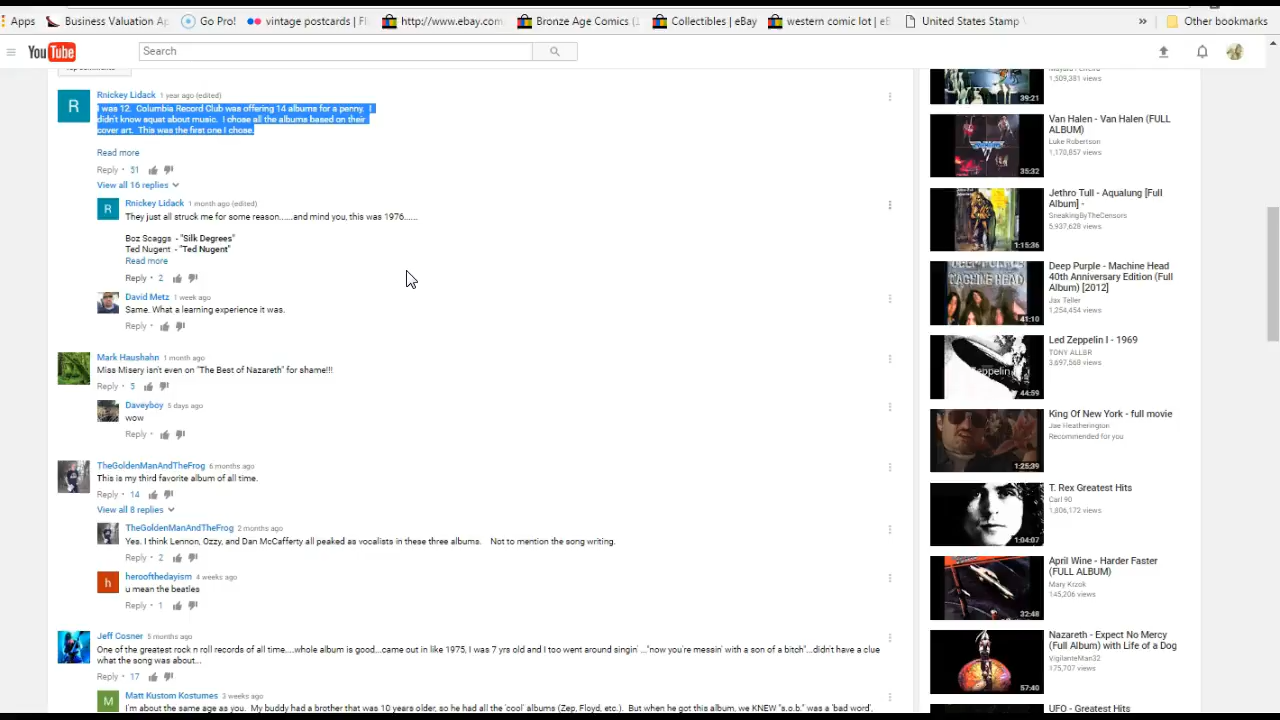 Apps
Business Valuation Ap
Go Pro!
vintage postcards | Fl
http://www.ebay.com
Bronze Age Comics (1
Collectibles | eBay
western comic lot | eB
United States Stamp
»
Other bookmarks
YouTube
Search
Rnickey Lidack 1 year ago (edited)
I was 12. Columbia Record Club was offering 14 albums for a penny. I
didn't know squat about music. I chose all the albums based on their
cover art. This was the first one I chose.
Read more
Reply • 51
View all 16 replies
Rnickey Lidack 1 month ago (edited)
They just all struck me for some reason......and mind you, this was 1976......
Boz Scaggs - "Silk Degrees"
Ted Nugent - "Ted Nugent"
Read more
Reply • 2
David Metz 1 week ago
Same. What a learning experience it was.
Reply •
Mark Haushahn 1 month ago
Miss Misery isn't even on "The Best of Nazareth" for shame!!!
Reply • 5
Daveyboy 5 days ago
wow
Reply •
TheGoldenManAndTheFrog 6 months ago
This is my third favorite album of all time.
Reply • 14
View all 8 replies
TheGoldenManAndTheFrog 2 months ago
Yes. I think Lennon, Ozzy, and Dan McCafferty all peaked as vocalists in these three albums. Not to mention the song writing.
Reply • 2
heroofthedayism 4 weeks ago
u mean the beatles
Reply • 1
Jeff Cosner 5 months ago
One of the greatest rock n roll records of all time....whole album is good...came out in like 1975, I was 7 yrs old and I too went around singin' ..."now you're messin' with a son of a bitch"...didn't have a clue
what the song was about...
Reply • 17
Matt Kustom Kostumes 3 weeks ago
I'm about the same age as you. My buddy had a brother that was 10 years older, so he had all the 'cool' albums (Zep, Floyd, etc.). But when he got this album, we KNEW "s.o.b." was a 'bad word'.
R
R
h
M
1,509,381 views
39:21
Van Halen - Van Halen (FULL
ALBUM)
Luke Robertson
1,170,857 views
35:32
Jethro Tull - Aqualung [Full
Album] -
SneakingByTheCensors
5,937,628 views
1:15:36
Deep Purple - Machine Head
40th Anniversary Edition (Full
Album) [2012]
Jax Teller
1,254,454 views
DEEP PURPLE
MACHINE HEAD
41:10
Led Zeppelin I - 1969
TONY ALLBR
3,697,568 views
Zeppelin
44:59
King Of New York - full movie
Jae Heatherington
Recommended for you
1:25:39
T. Rex Greatest Hits
Carl 90
1,806,172 views
1:04:07
April Wine - Harder Faster
(FULL ALBUM)
Mary Krzok
145,206 views
32:48
Nazareth - Expect No Mercy
(Full Album) with Life of a Dog
VigilanteMan32
175,707 views
57:40
UFO - Greatest Hits